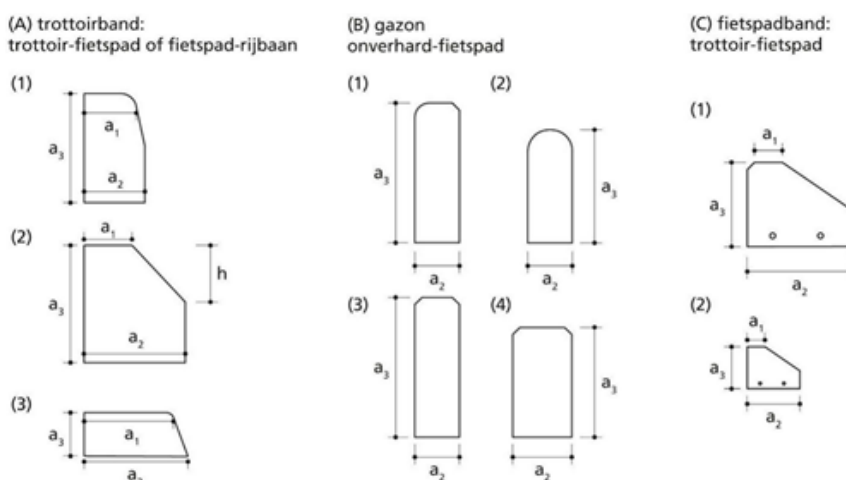 (A) trottoirband:
trottoir-fietspad of fietspad-rijbaan
(1)
a₁
a₃
a₂
(2)
a₁
h
a₃
a₂
(3)
a₃
a₁
a₂
(B) gazon
onverhard-fietspad
(1)
(2)
a₃
a₃
a₂
a₂
(3)
(4)
a₃
a₃
a₂
a₂
(C) fietspadband:
trottoir-fietspad
(1)
a₁
a₃
a₂
(2)
a₁
a₃
a₂